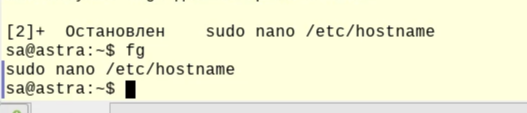 [2]+  Остановлен    sudo nano /etc/hostname
sa@astra:~$ fg
sudo nano /etc/hostname
sa@astra:~$